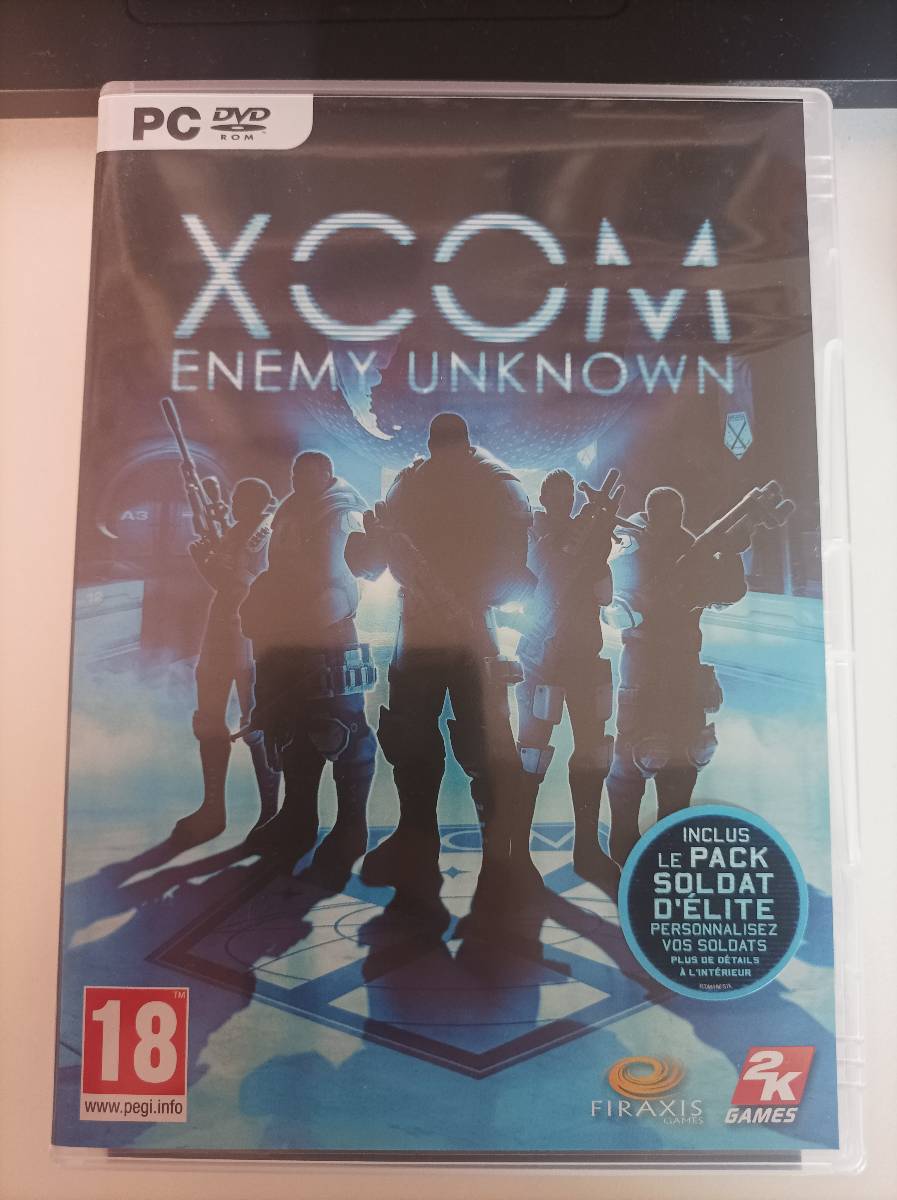 PC DVD
ROM
XCOM
ENEMY UNKNOWN
A3
INCLUS
LE PACK
SOLDAT
D'ÉLITE
PERSONNALISEZ
VOS SOLDATS
PLUS DE DÉTAILS
À L'INTÉRIEUR
18™
www.pegi.info
FIRAXIS
GAMES
2K
GAMES